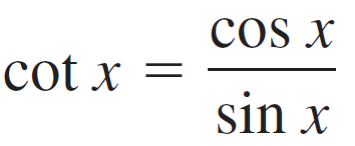 cot x = cos x / sin x